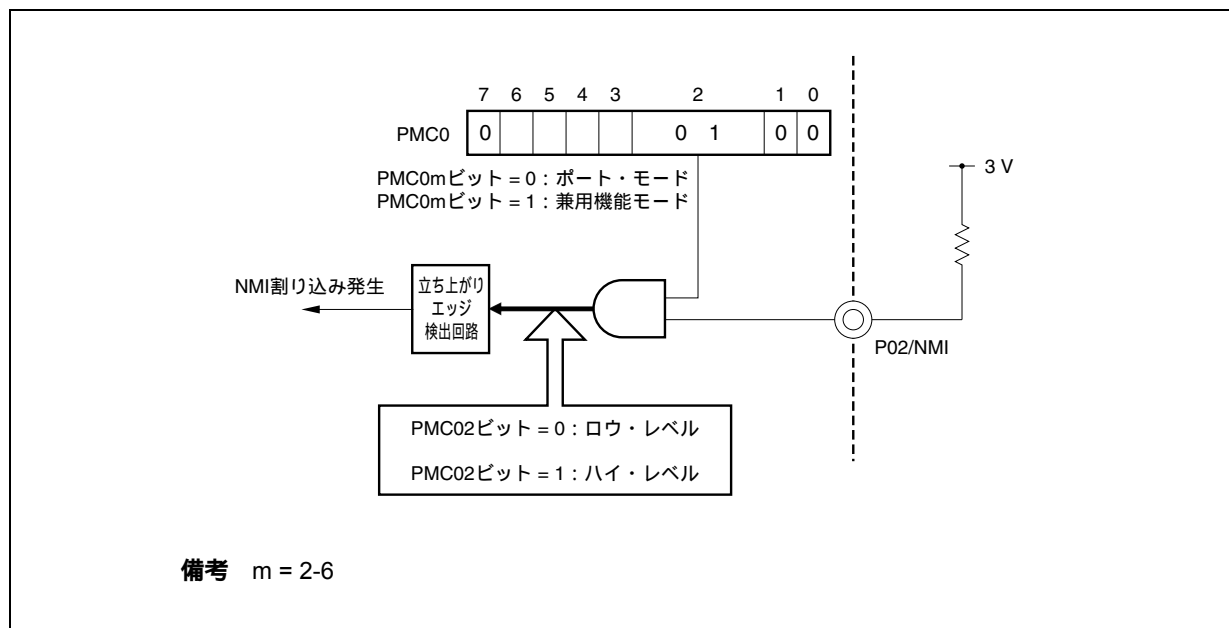 7 6 5 4 3 2 1 0
PMC0 0 0 1 0 0
PMC0mビット = 0 : ポート・モード
PMC0mビット = 1 : 兼用機能モード
3 V
NMI割り込み発生
立ち上がり
エッジ
検出回路
P02/NMI
PMC02ビット = 0 : ロウ・レベル
PMC02ビット = 1 : ハイ・レベル
備考 m = 2-6